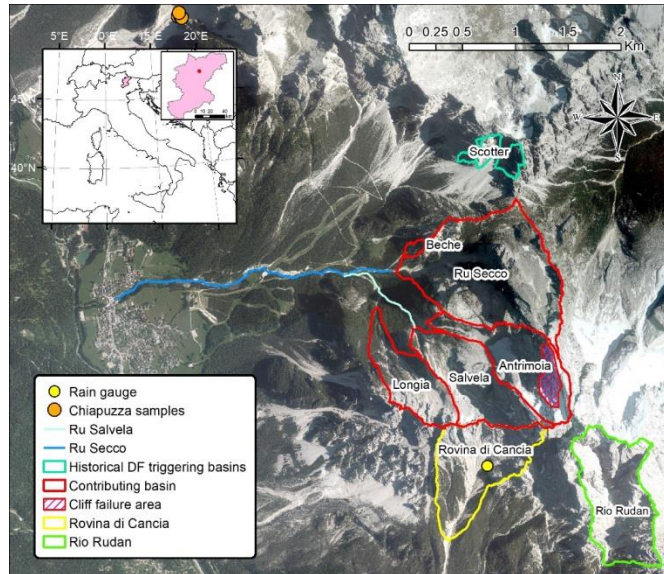 5°E 10°E 15°E 20°E
45°N
40°N
0 0.25 0.5 1 1.5 2
Km
N
W E
S
Scotter
Beche
Ru Secco
Antrimoia
Salvela
Longia
Rovina di Cancia
Rio Rudan
Rain gauge
Chiapuzza samples
Ru Salvela
Ru Secco
Historical DF triggering basins
Contributing basin
Cliff failure area
Rovina di Cancia
Rio Rudan